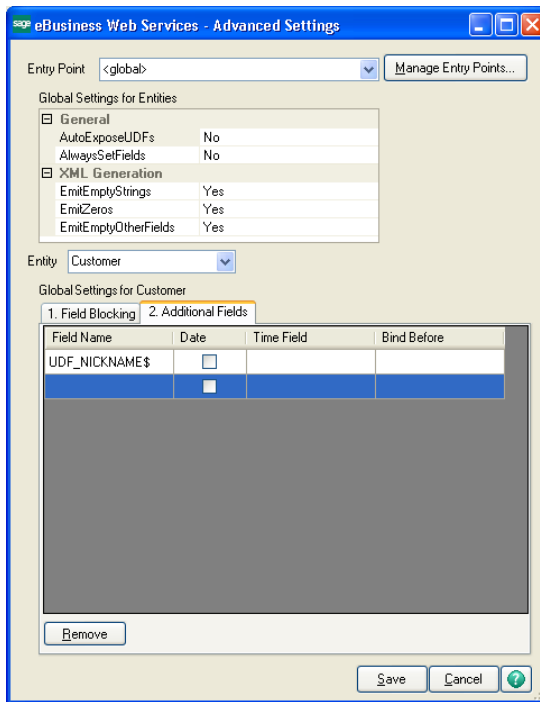 sage eBusiness Web Services - Advanced Settings
Entry Point <global> Manage Entry Points...
Global Settings for Entities
General
AutoExposeUDFs No
AlwaysSetFields No
XML Generation
EmitEmptyStrings Yes
EmitZeros Yes
EmitEmptyOtherFields Yes
Entity Customer
Global Settings for Customer
1. Field Blocking 2. Additional Fields
Field Name Date Time Field Bind Before
UDF_NICKNAME$
Remove
Save Cancel ?